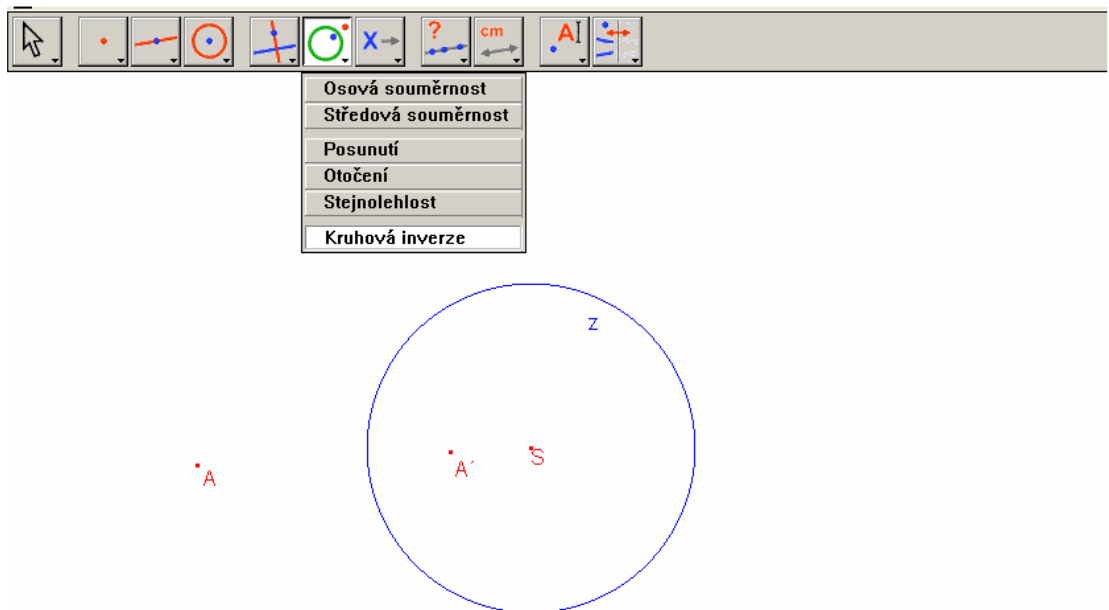 X
?
cm
A
Osová souměrnost
Středová souměrnost
Posunutí
Otočení
Stejnolehlost
Kruhová inverze
z
A
A´
S